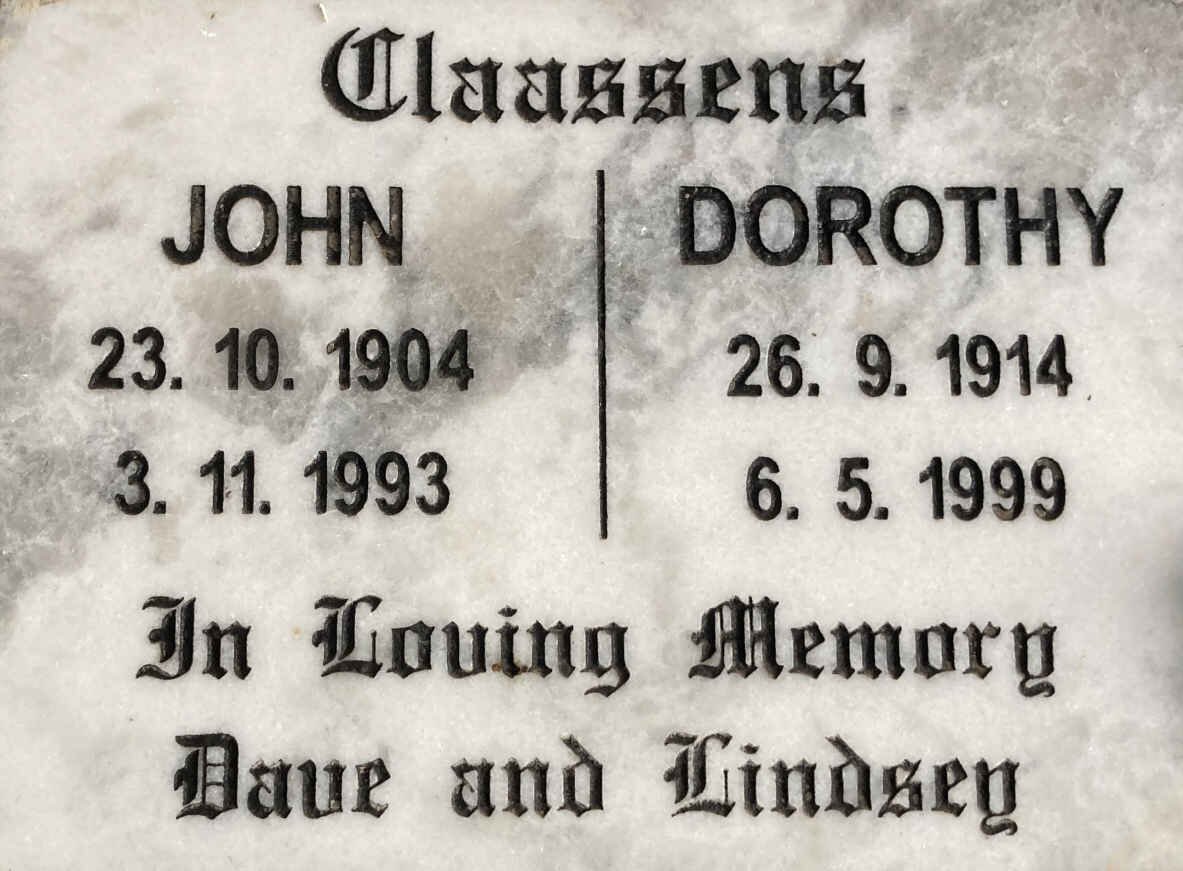 Claassens
JOHN
23. 10. 1904
3. 11. 1993
DOROTHY
26. 9. 1914
6. 5. 1999
In Loving Memory
Dave and Lindsey